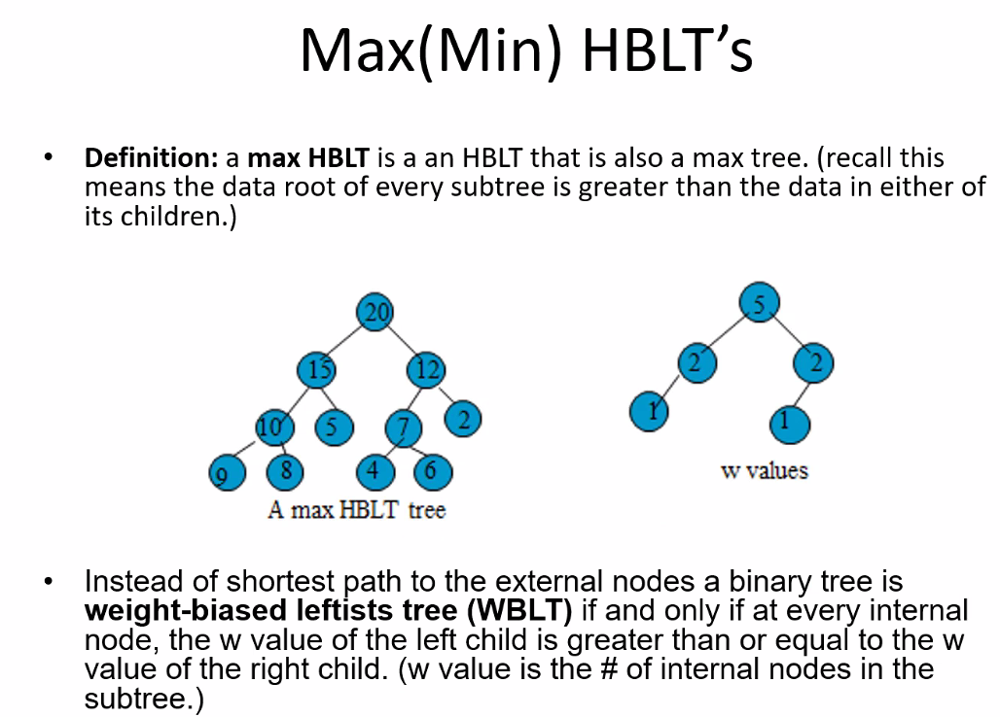 Max(Min) HBLT's
• Definition: a max HBLT is a an HBLT that is also a max tree. (recall this
means the data root of every subtree is greater than the data in either of
its children.)
20
15 12
10 5 7 2
9 8 4 6
A max HBLT tree
5
2 2
1 1
w values
• Instead of shortest path to the external nodes a binary tree is
weight-biased leftists tree (WBLT) if and only if at every internal
node, the w value of the left child is greater than or equal to the w
value of the right child. (w value is the # of internal nodes in the
subtree.)